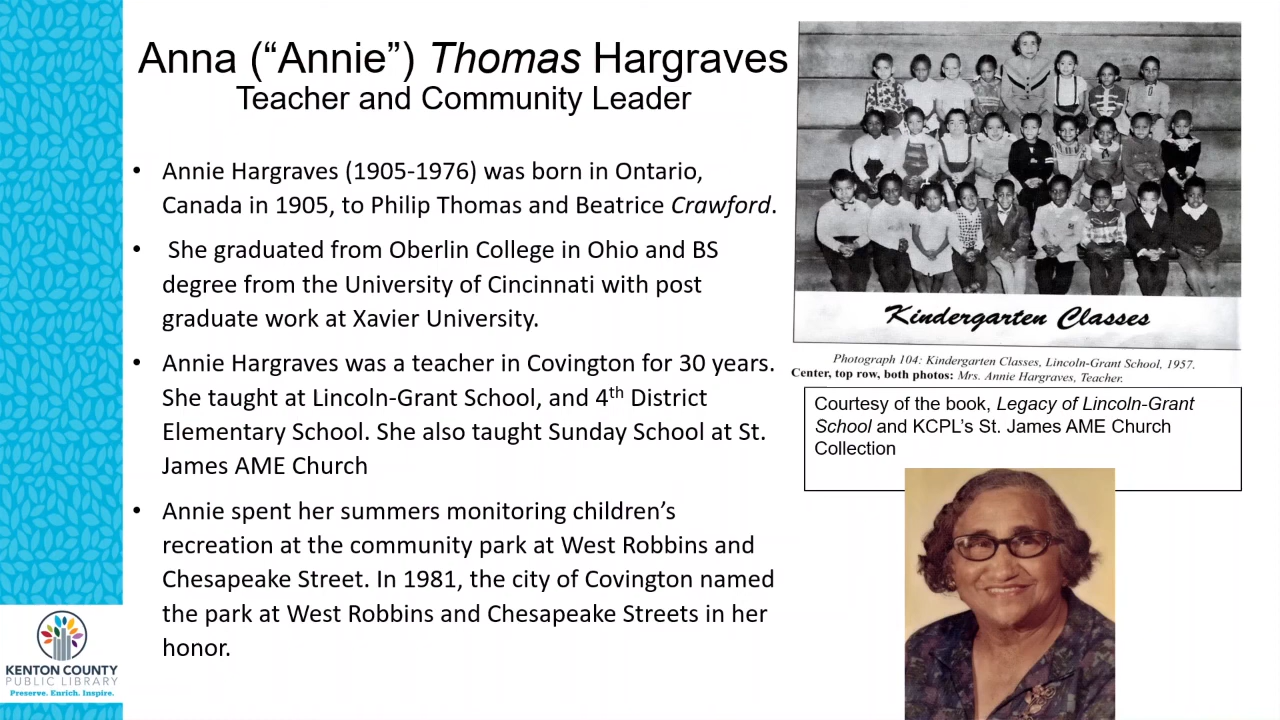 Anna (“Annie”) Thomas Hargraves
Teacher and Community Leader
• Annie Hargraves (1905-1976) was born in Ontario,
Canada in 1905, to Philip Thomas and Beatrice Crawford.
• She graduated from Oberlin College in Ohio and BS
degree from the University of Cincinnati with post
graduate work at Xavier University.
• Annie Hargraves was a teacher in Covington for 30 years.
She taught at Lincoln-Grant School, and 4th District
Elementary School. She also taught Sunday School at St.
James AME Church
• Annie spent her summers monitoring children’s
recreation at the community park at West Robbins and
Chesapeake Street. In 1981, the city of Covington named
the park at West Robbins and Chesapeake Streets in her
honor.
Kindergarten Classes
Photograph 104: Kindergarten Classes, Lincoln-Grant School, 1957.
Center, top row, both photos: Mrs. Annie Hargraves, Teacher.
Courtesy of the book, Legacy of Lincoln-Grant
School and KCPL’s St. James AME Church
Collection
KENTON COUNTY
PUBLIC LIBRARY
Preserve. Enrich. Inspire.